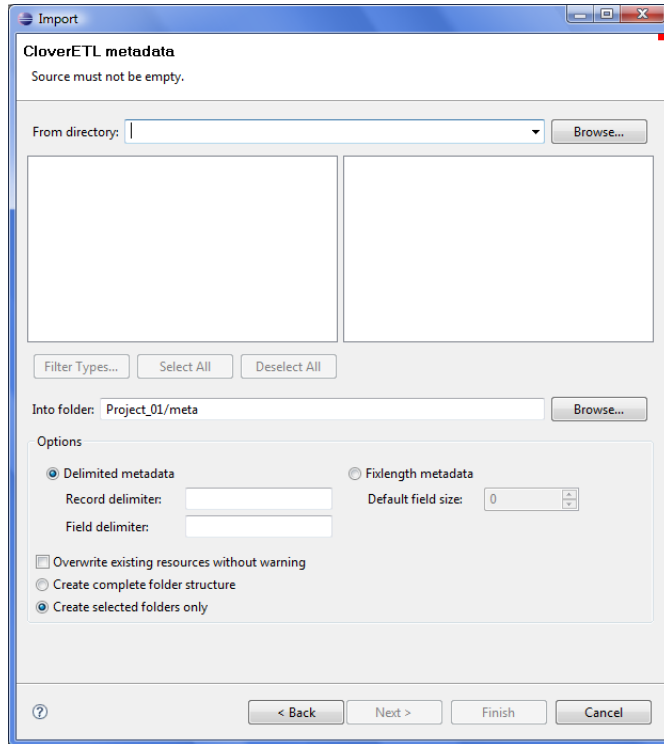 Import
CloverETL metadata
Source must not be empty.
From directory: Browse...
Filter Types... Select All Deselect All
Into folder: Project_01/meta Browse...
Options
Delimited metadata Fixlength metadata
Record delimiter: Default field size: 0
Field delimiter:
Overwrite existing resources without warning
Create complete folder structure
Create selected folders only
? < Back Next > Finish Cancel